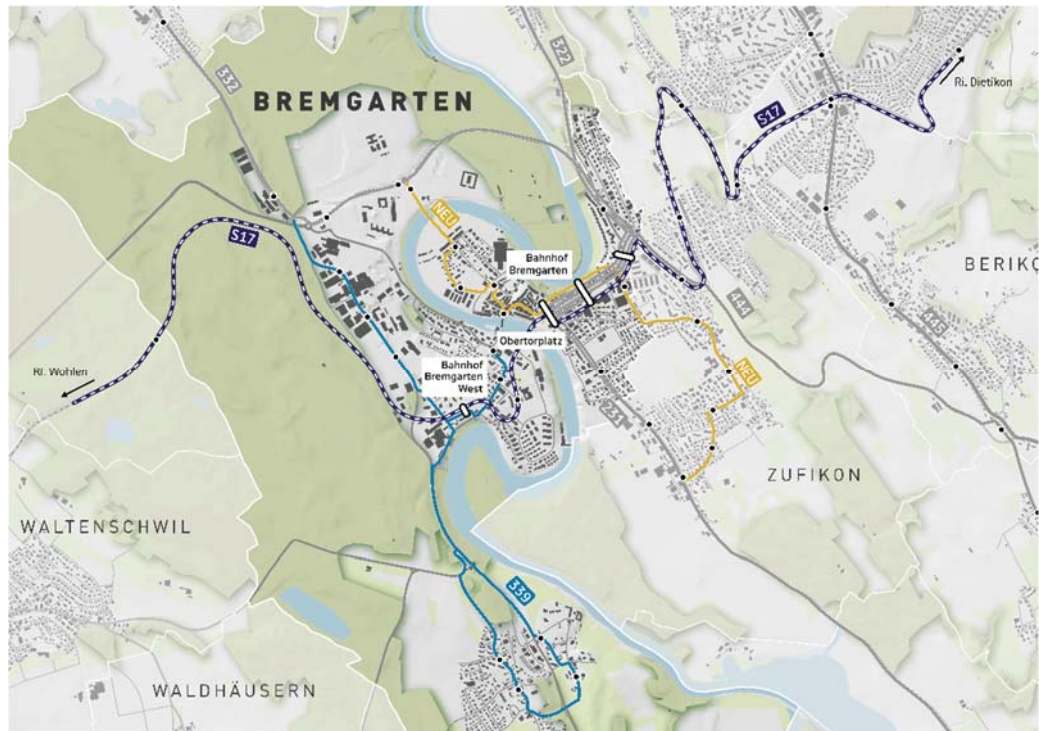 332
322
Ri. Dietikon
BREMGARTEN
S17
NEU
S17
Bahnhof
Bremgarten
BERIKO
444
445
Obertorplatz
Ri. Wohlen
Bahnhof
Bremgarten
West
NEU
231
ZUFIKON
WALTENSCHWIL
339
WALDHÄUSERN